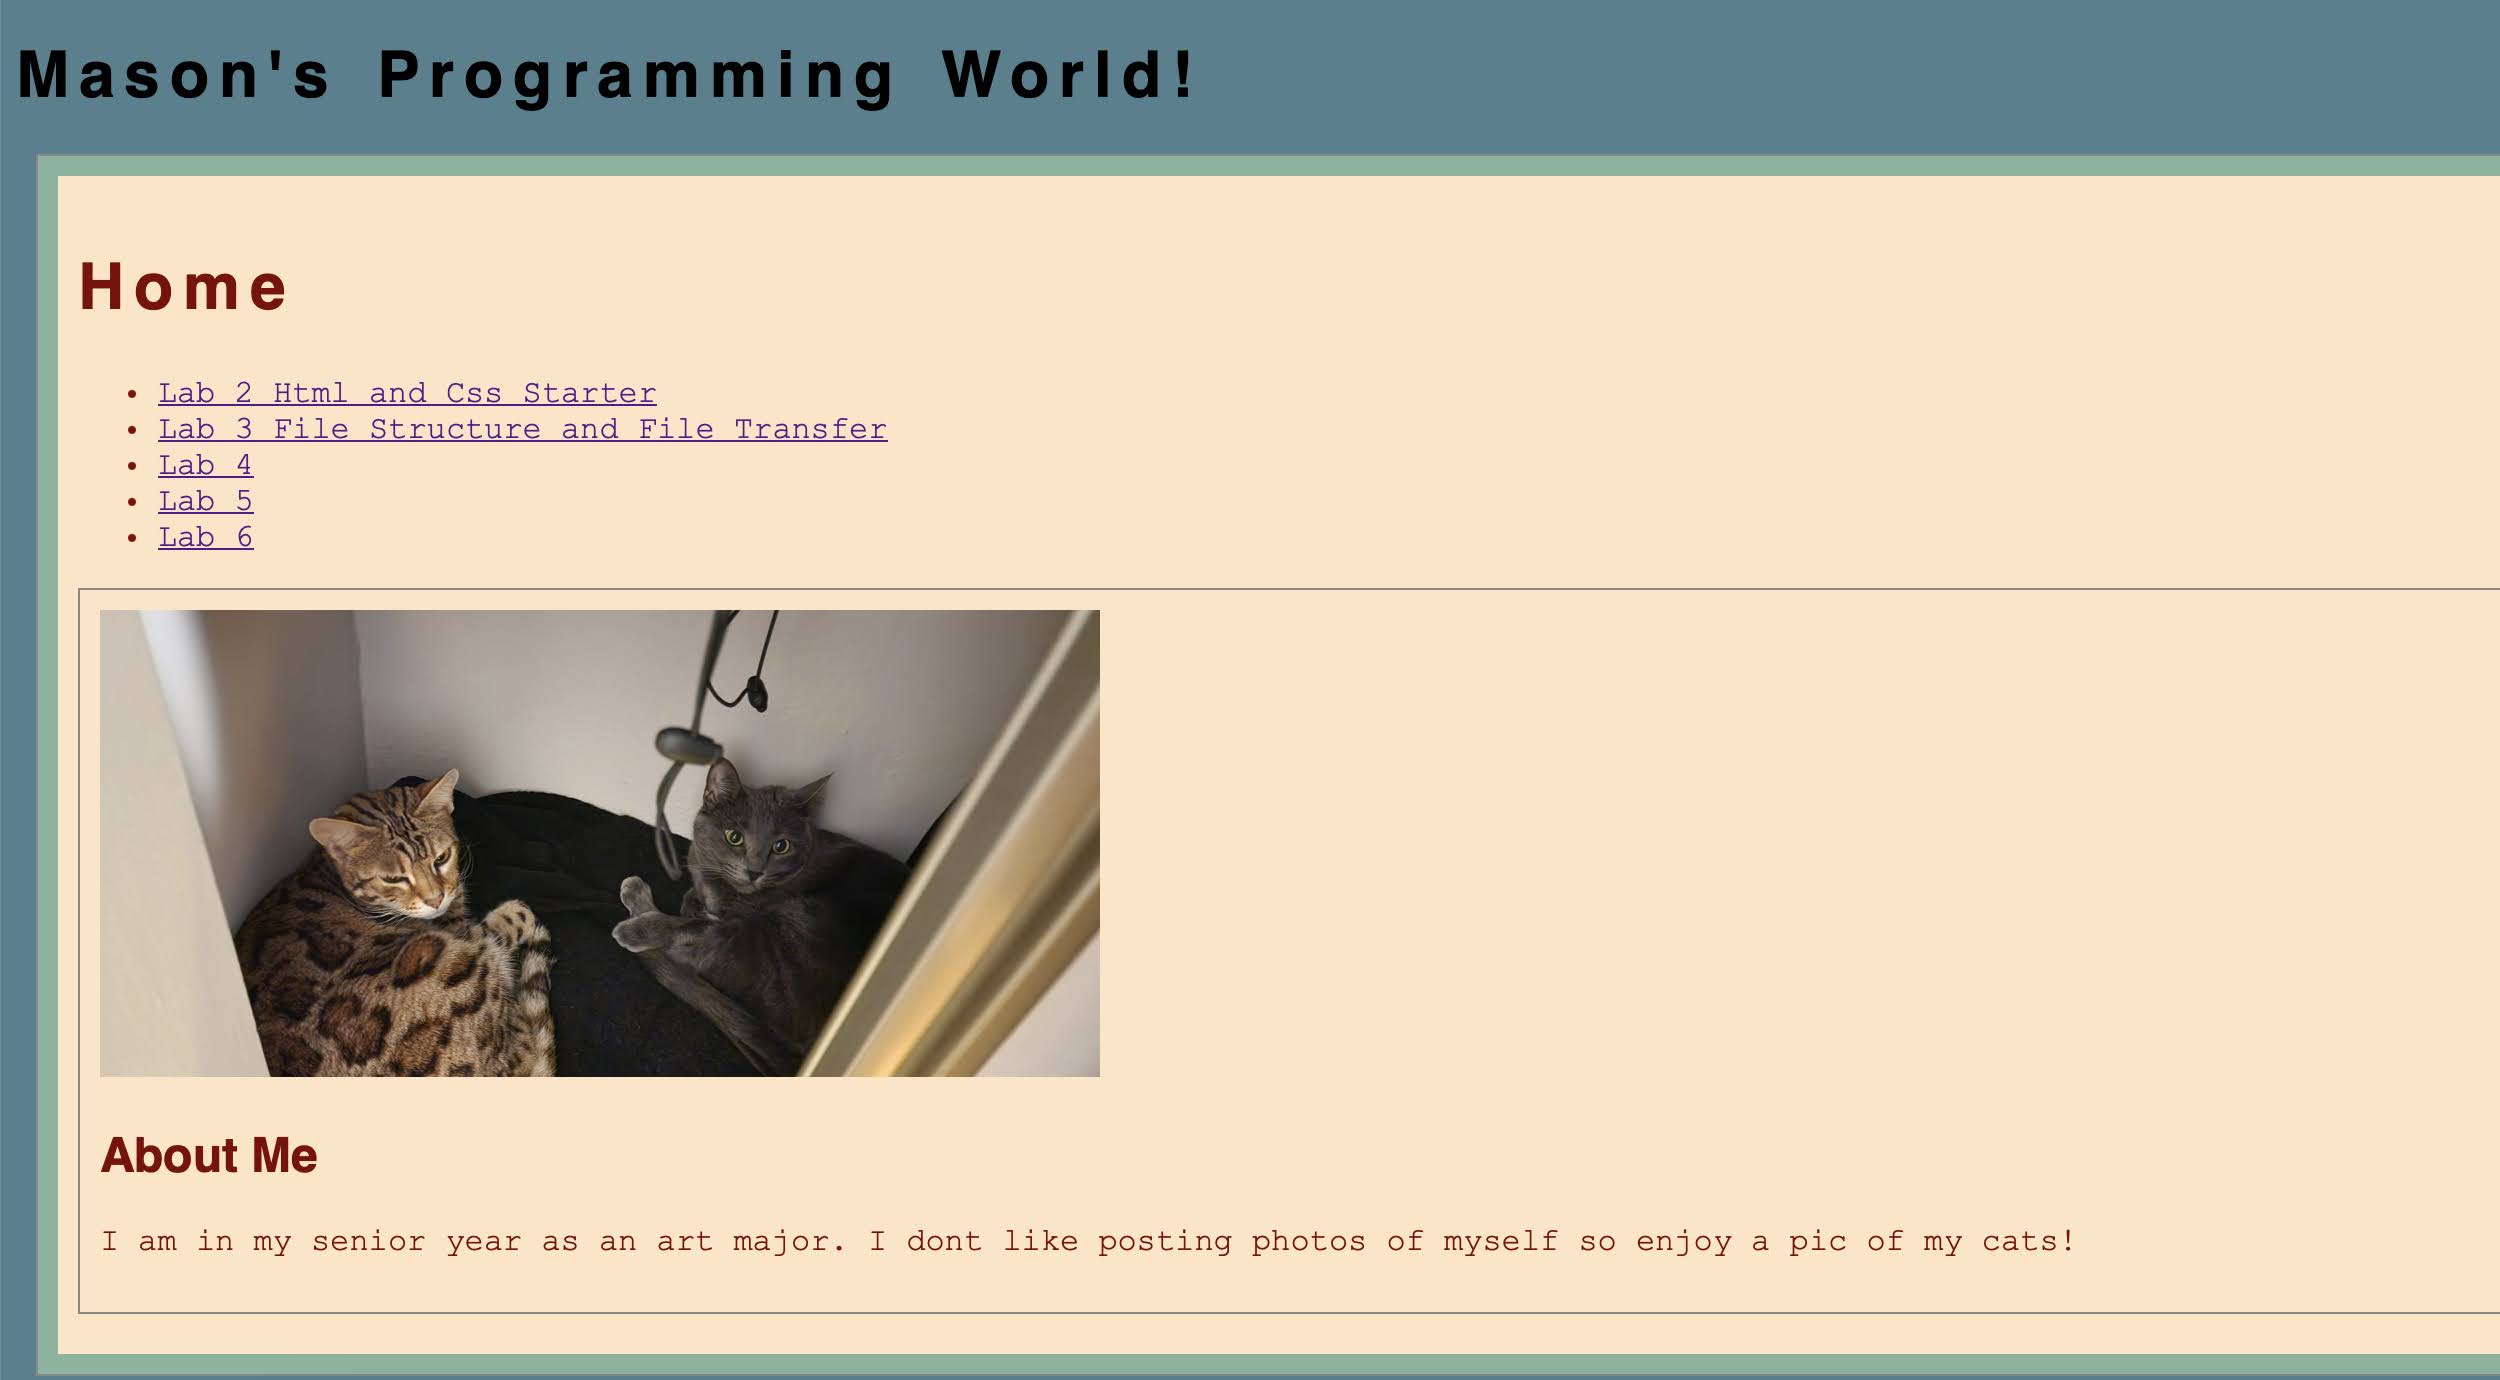 Mason's Programming World!
Home
Lab 2 Html and Css Starter
Lab 3 File Structure and File Transfer
Lab 4
Lab 5
Lab 6
About Me
I am in my senior year as an art major. I dont like posting photos of myself so enjoy a pic of my cats!